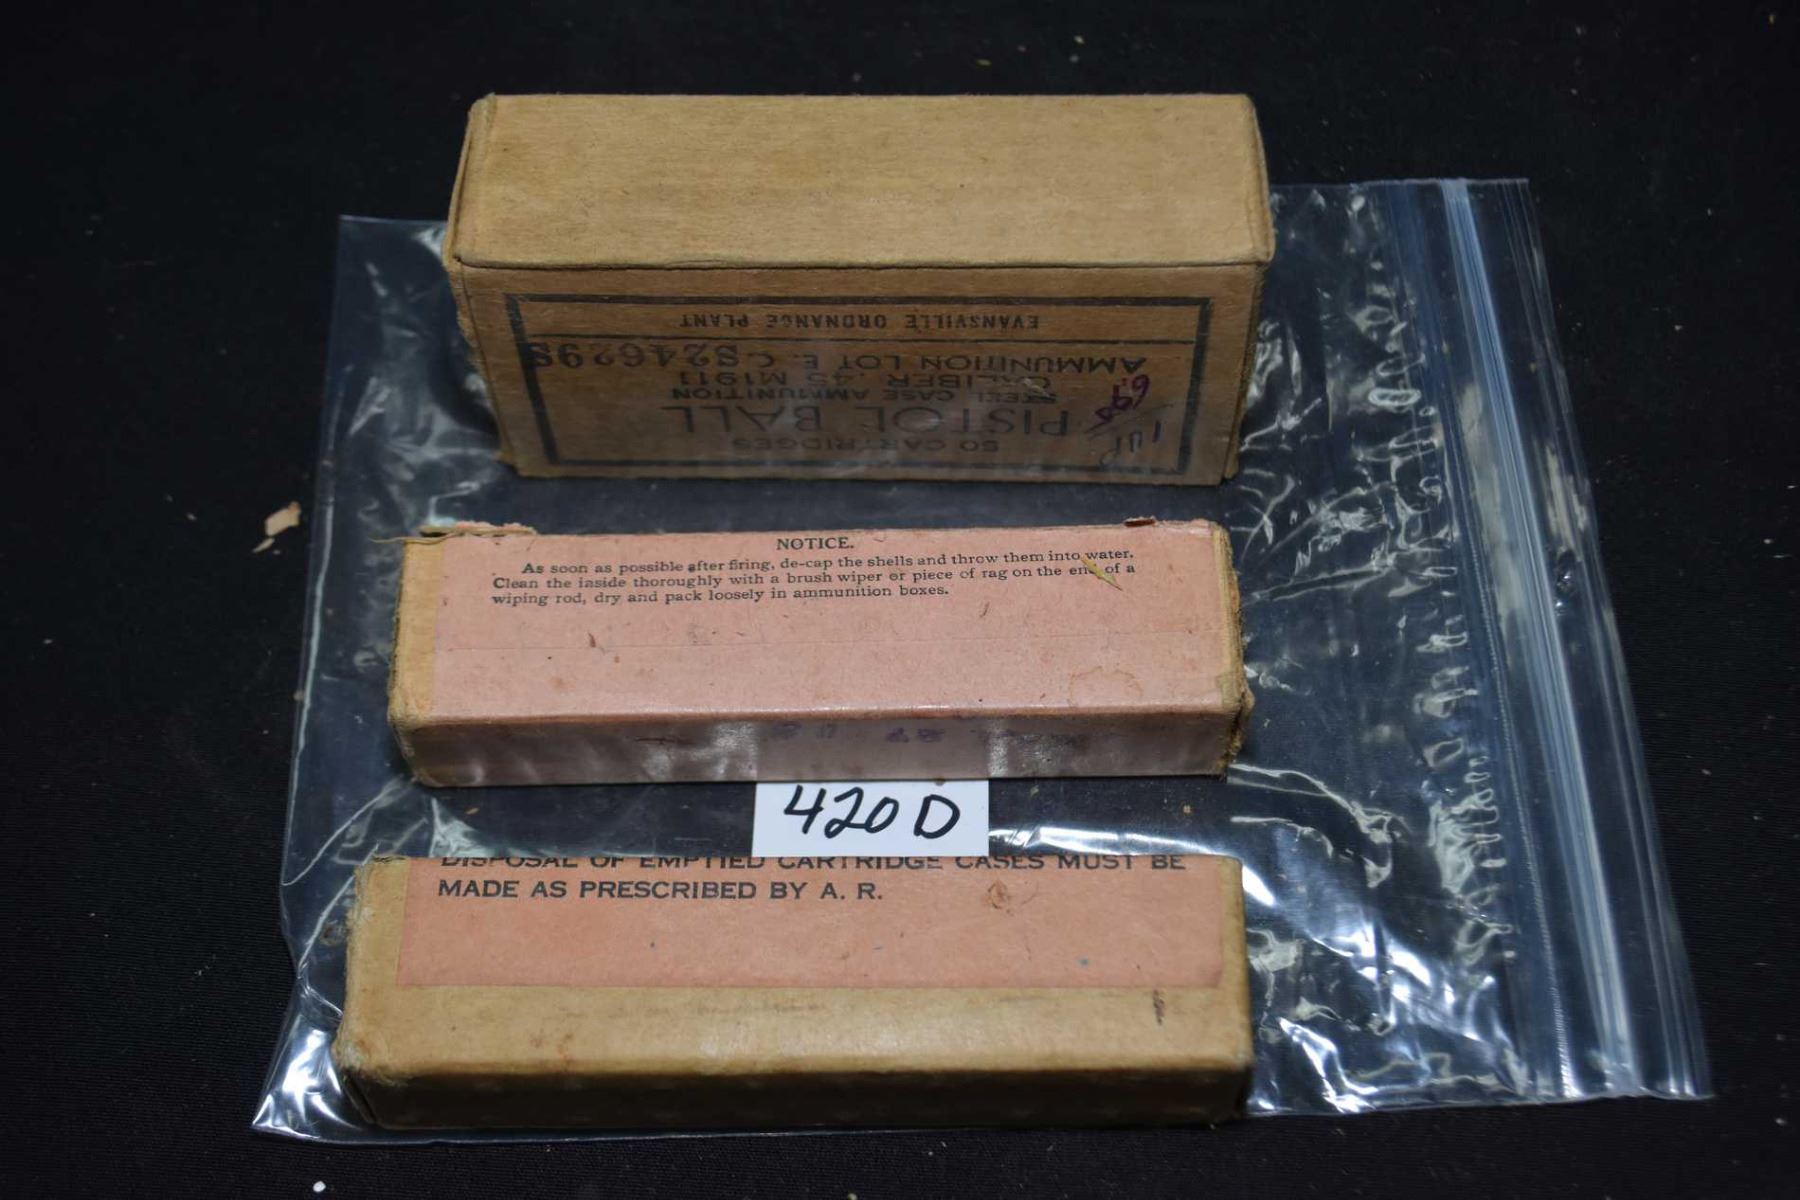 50 CARTRIDGES
PISTOL BALL
STEEL CASE AMMUNITION
CALIBER .45 M1911
AMMUNITION LOT E. C S24629S
EVANSVILLE ORDNANCE PLANT
NOTICE.
As soon as possible after firing, de-cap the shells and throw them into water.
Clean the inside thoroughly with a brush wiper or piece of rag on the end of a
wiping rod, dry and pack loosely in ammunition boxes.
420 D
DISPOSAL OF EMPTIED CARTRIDGE CASES MUST BE
MADE AS PRESCRIBED BY A. R.